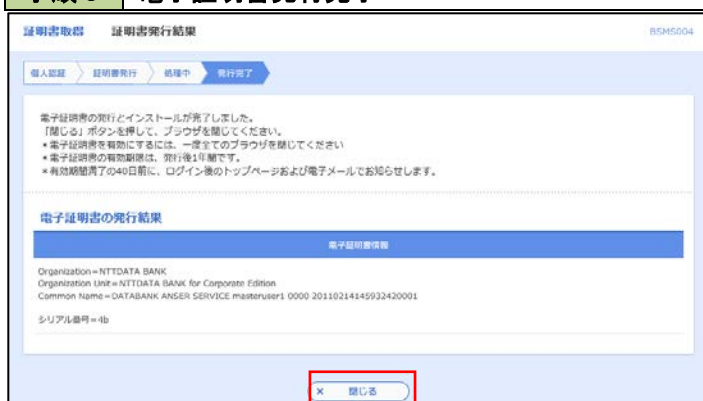 電子証明書発行完了
証明書取得 証明書発行結果 BSMS004
個人認証 証明書発行 処理中 発行完了
電子証明書の発行とインストールが完了しました。
「閉じる」ボタンを押して、ブラウザを閉じてください。
*電子証明書を有効にするには、一度全てのブラウザを閉じてください
*電子証明書の有効期限は、発行後1年間です。
*有効期間満了の40日前に、ログイン後のトップページおよび電子メールでお知らせします。
電子証明書の発行結果
電子証明書情報
Organization=NTTDATA BANK
Organization Unit=NTTDATA BANK for Corporate Edition
Common Name=DATABANK ANSER SERVICE masteruser1 0000 20110214145932420001
シリアル番号=4b
× 閉じる